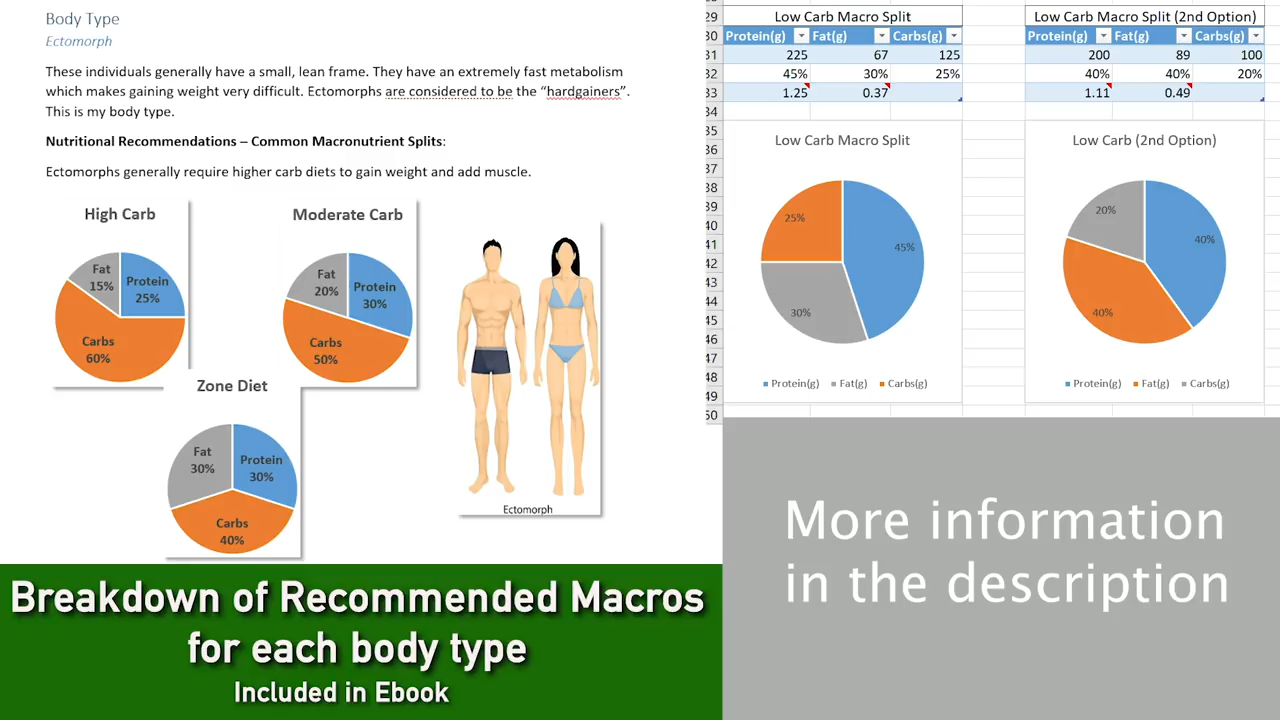 Body Type
Ectomorph
These individuals generally have a small, lean frame. They have an extremely fast metabolism
which makes gaining weight very difficult. Ectomorphs are considered to be the “hardgainers”.
This is my body type.
Nutritional Recommendations – Common Macronutrient Splits:
Ectomorphs generally require higher carb diets to gain weight and add muscle.
High Carb
Fat
15%
Protein
25%
Carbs
60%
Moderate Carb
Fat
20%
Protein
30%
Carbs
50%
Zone Diet
Fat
30%
Protein
30%
Carbs
40%
Ectomorph
Breakdown of Recommended Macros
for each body type
Included in Ebook
29 Low Carb Macro Split Low Carb Macro Split (2nd Option)
30 Protein(g) Fat(g) Carbs(g) Protein(g) Fat(g) Carbs(g)
31 225 67 125 200 89 100
32 45% 30% 25% 40% 40% 20%
33 1.25 0.37 1.11 0.49
34
35
36
37
38
39
40
41
42
43
44
45
46
47
48
49
50
Low Carb Macro Split
25%
45%
30%
Protein(g) Fat(g) Carbs(g)
Low Carb (2nd Option)
20%
40%
40%
Protein(g) Fat(g) Carbs(g)
More information
in the description